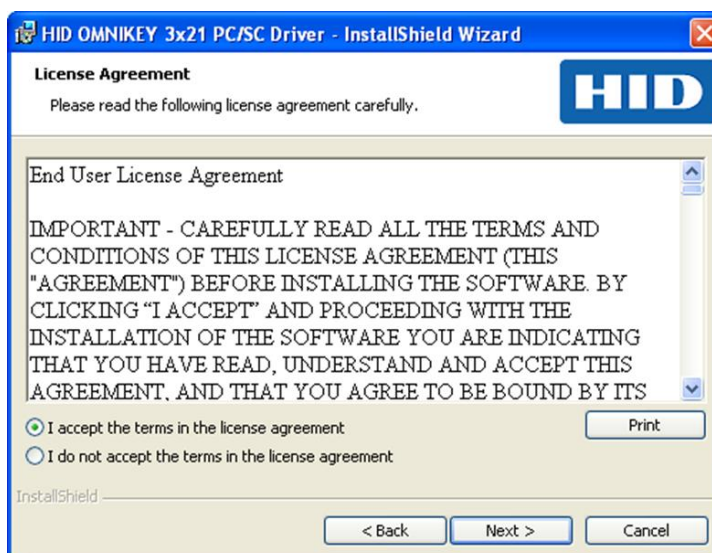 HID OMNIKEY 3x21 PC/SC Driver - InstallShield Wizard
License Agreement
Please read the following license agreement carefully.
HID
End User License Agreement
IMPORTANT - CAREFULLY READ ALL THE TERMS AND
CONDITIONS OF THIS LICENSE AGREEMENT (THIS
"AGREEMENT") BEFORE INSTALLING THE SOFTWARE. BY
CLICKING “I ACCEPT” AND PROCEEDING WITH THE
INSTALLATION OF THE SOFTWARE YOU ARE INDICATING
THAT YOU HAVE READ, UNDERSTAND AND ACCEPT THIS
AGREEMENT, AND THAT YOU AGREE TO BE BOUND BY ITS
I accept the terms in the license agreement
Print
I do not accept the terms in the license agreement
InstallShield
< Back
Next >
Cancel